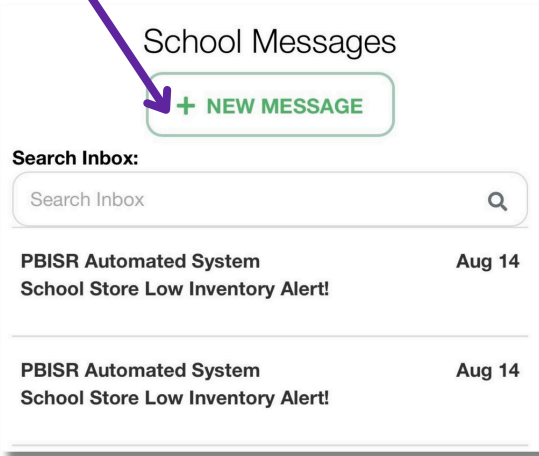 School Messages
+ NEW MESSAGE
Search Inbox:
Search Inbox
PBISR Automated System Aug 14
School Store Low Inventory Alert!
PBISR Automated System Aug 14
School Store Low Inventory Alert!